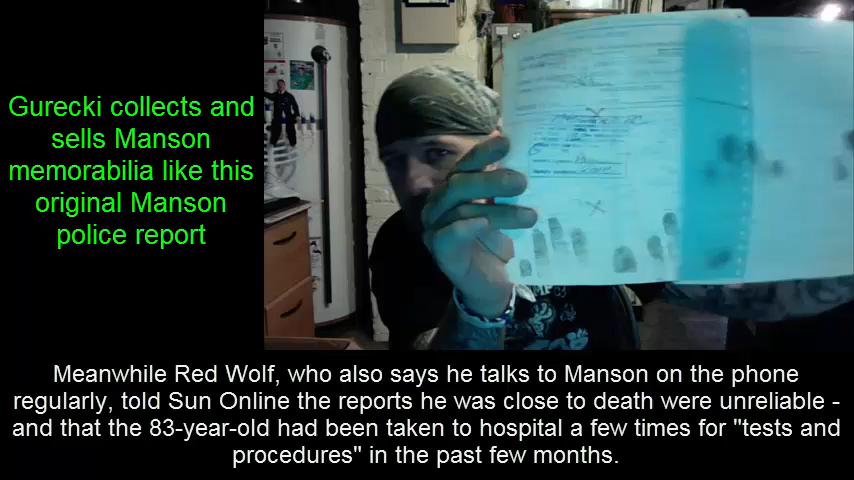 Gurecki collects and
sells Manson
memorabilia like this
original Manson
police report
Meanwhile Red Wolf, who also says he talks to Manson on the phone
regularly, told Sun Online the reports he was close to death were unreliable -
and that the 83-year-old had been taken to hospital a few times for "tests and
procedures" in the past few months.